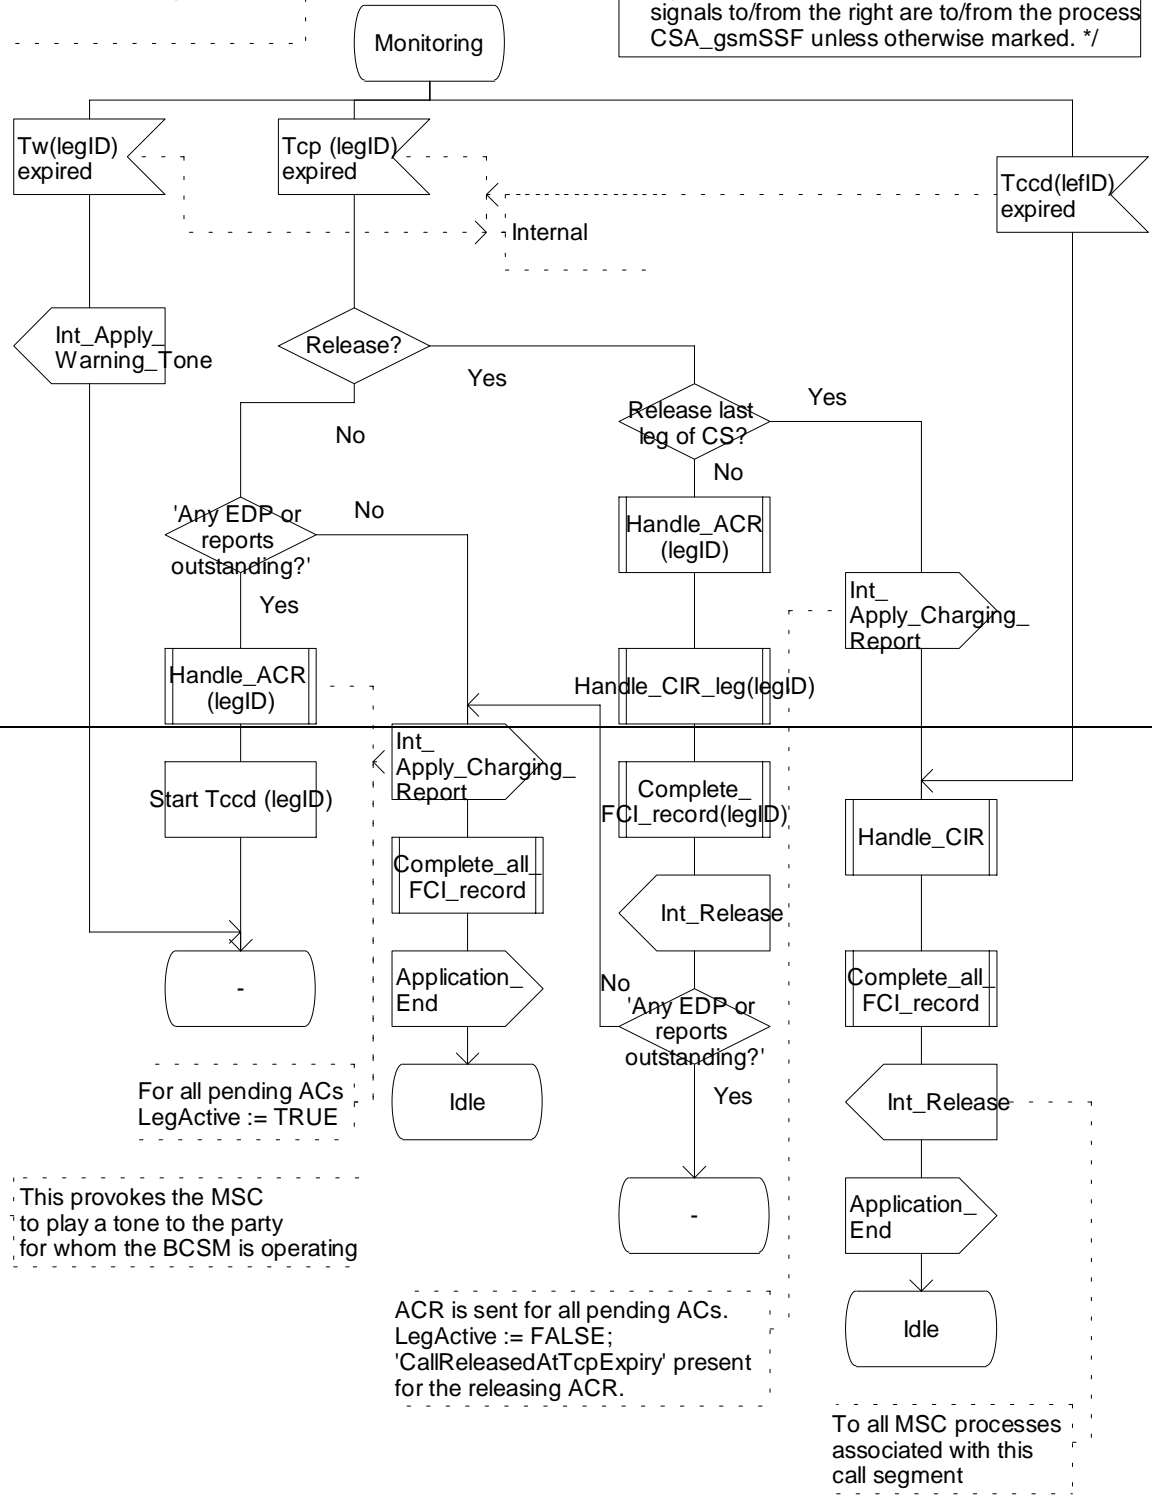 signals to/from the right are to/from the process
CSA_gsmSSF unless otherwise marked. */
Monitoring
Tw(legID)
expired
Tcp (legID)
expired
Tccd(lefID)
expired
Internal
Int_Apply_
Warning_Tone
Release?
Yes
No
Release last
leg of CS?
Yes
No
'Any EDP or
reports
outstanding?'
No
Yes
Handle_ACR
(legID)
Int_
Apply_Charging_
Report
Handle_ACR
(legID)
Handle_CIR_leg(legID)
Int_
Apply_Charging_
Report
Start Tccd (legID)
Complete_
FCI_record(legID)
Handle_CIR
Complete_all_
FCI_record
Int_Release
-
Application_
End
No
'Any EDP or
reports
outstanding?'
Yes
Complete_all_
FCI_record
For all pending ACs
LegActive := TRUE
Idle
Int_Release
This provokes the MSC
to play a tone to the party
for whom the BCSM is operating
-
Application_
End
ACR is sent for all pending ACs.
LegActive := FALSE;
'CallReleasedAtTcpExpiry' present
for the releasing ACR.
Idle
To all MSC processes
associated with this
call segment